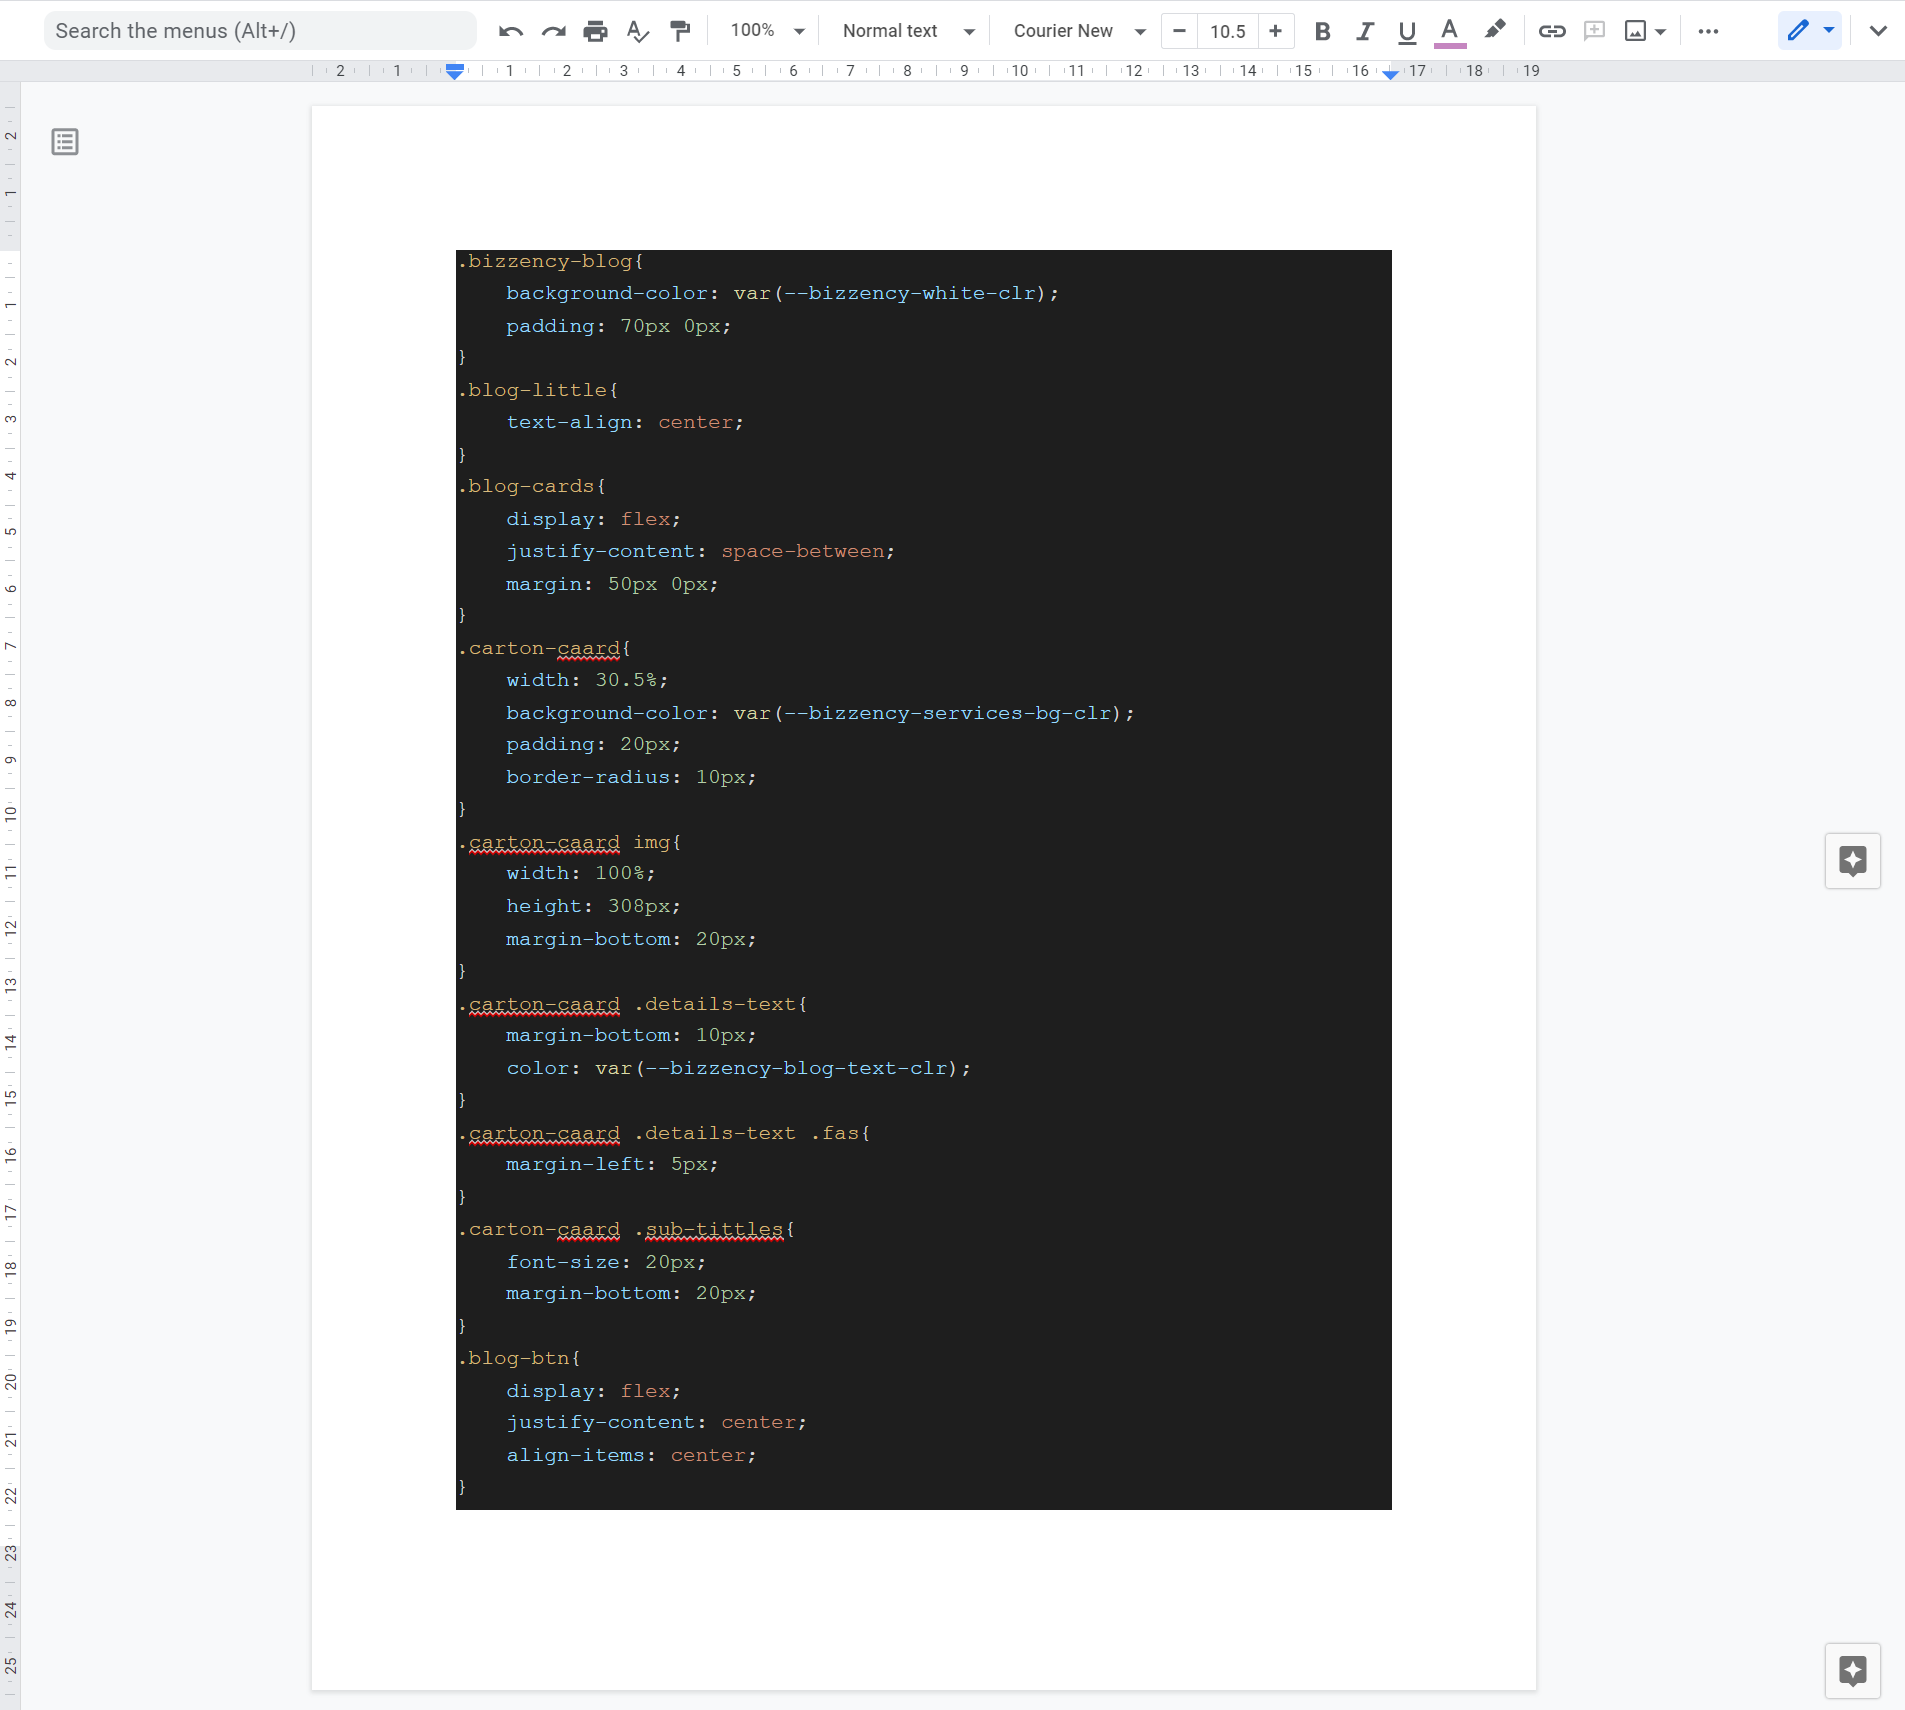 Search the menus (Alt+/)
100%
Normal text
Courier New
10.5
B I U A
2 1 1 2 3 4 5 6 7 8 9 10 11 12 13 14 15 16 17 18 19
2
1
1
2
3
4
5
6
7
8
9
10
11
12
13
14
15
16
17
18
19
20
21
22
23
24
25
.bizzency-blog{
    background-color: var(--bizzency-white-clr);
    padding: 70px 0px;
}
.blog-little{
    text-align: center;
}
.blog-cards{
    display: flex;
    justify-content: space-between;
    margin: 50px 0px;
}
.carton-caard{
    width: 30.5%;
    background-color: var(--bizzency-services-bg-clr);
    padding: 20px;
    border-radius: 10px;
}
.carton-caard img{
    width: 100%;
    height: 308px;
    margin-bottom: 20px;
}
.carton-caard .details-text{
    margin-bottom: 10px;
    color: var(--bizzency-blog-text-clr);
}
.carton-caard .details-text .fas{
    margin-left: 5px;
}
.carton-caard .sub-tittles{
    font-size: 20px;
    margin-bottom: 20px;
}
.blog-btn{
    display: flex;
    justify-content: center;
    align-items: center;
}